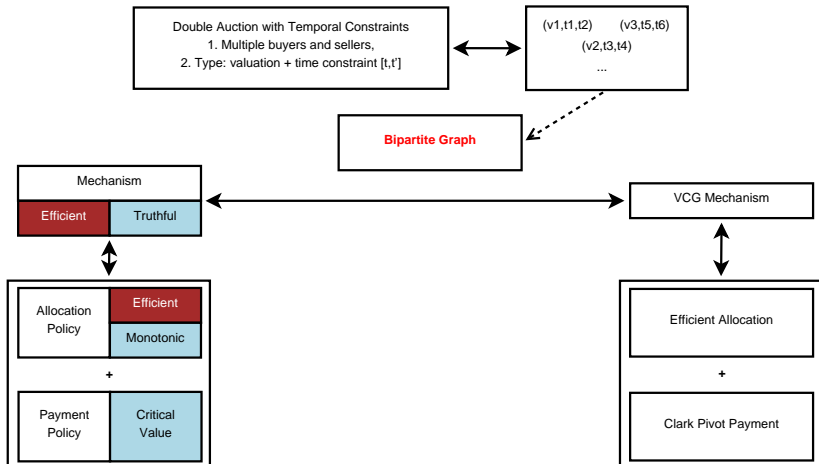 Double Auction with Temporal Constraints
1. Multiple buyers and sellers,
2. Type: valuation + time constraint [t,t']
(v1,t1,t2) (v3,t5,t6)
(v2,t3,t4)
...
Bipartite Graph
Mechanism
Efficient Truthful
VCG Mechanism
Allocation
Policy
Efficient
Monotonic
+
Payment
Policy
Critical
Value
Efficient Allocation
+
Clark Pivot Payment